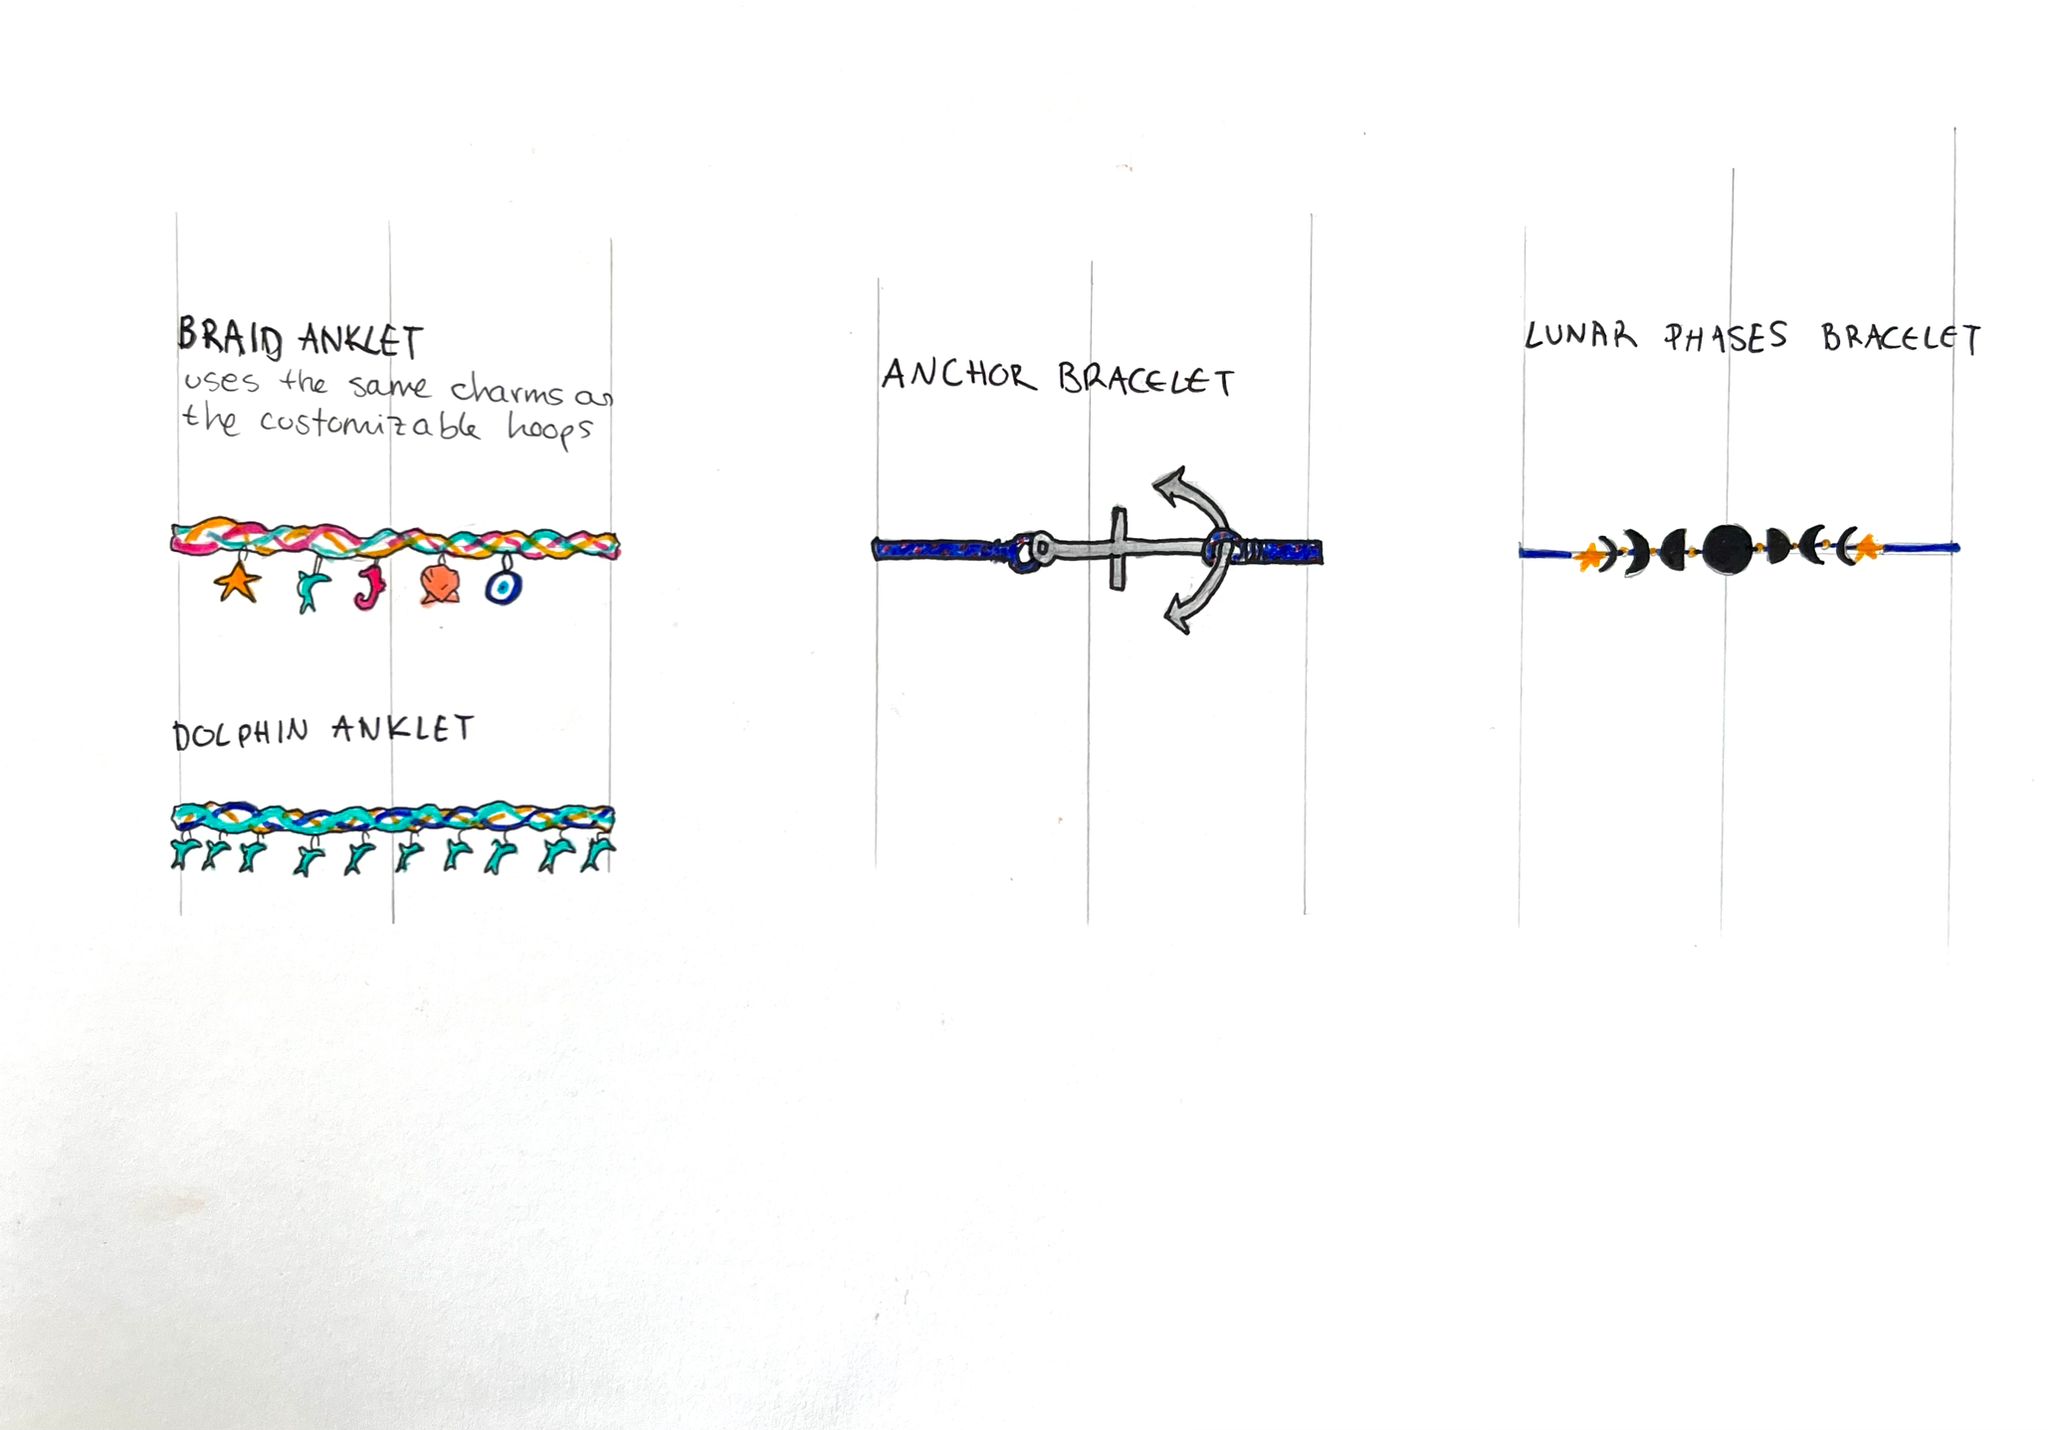 BRAID ANKLET
uses the same charms as
the customizable hoops
DOLPHIN ANKLET
ANCHOR BRACELET
LUNAR PHASES BRACELET